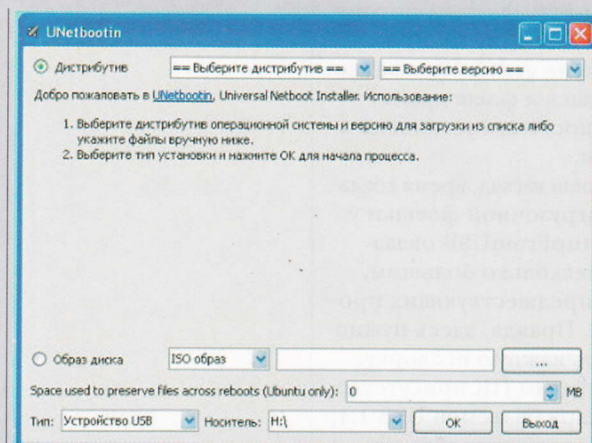 UNetbootin
Дистрибутив
== Выберите дистрибутив ==
== Выберите версию ==
Добро пожаловать в UNetbootin, Universal Netboot Installer. Использование:
1. Выберите дистрибутив операционной системы и версию для загрузки из списка либо
укажите файлы вручную ниже.
2. Выберите тип установки и нажните ОК для начала процесса.
Образ диска
ISO образ
...
Space used to preserve files across reboots (Ubuntu only):
0
MB
Тип:
Устройство USB
Носитель:
H:\
OK
Выход